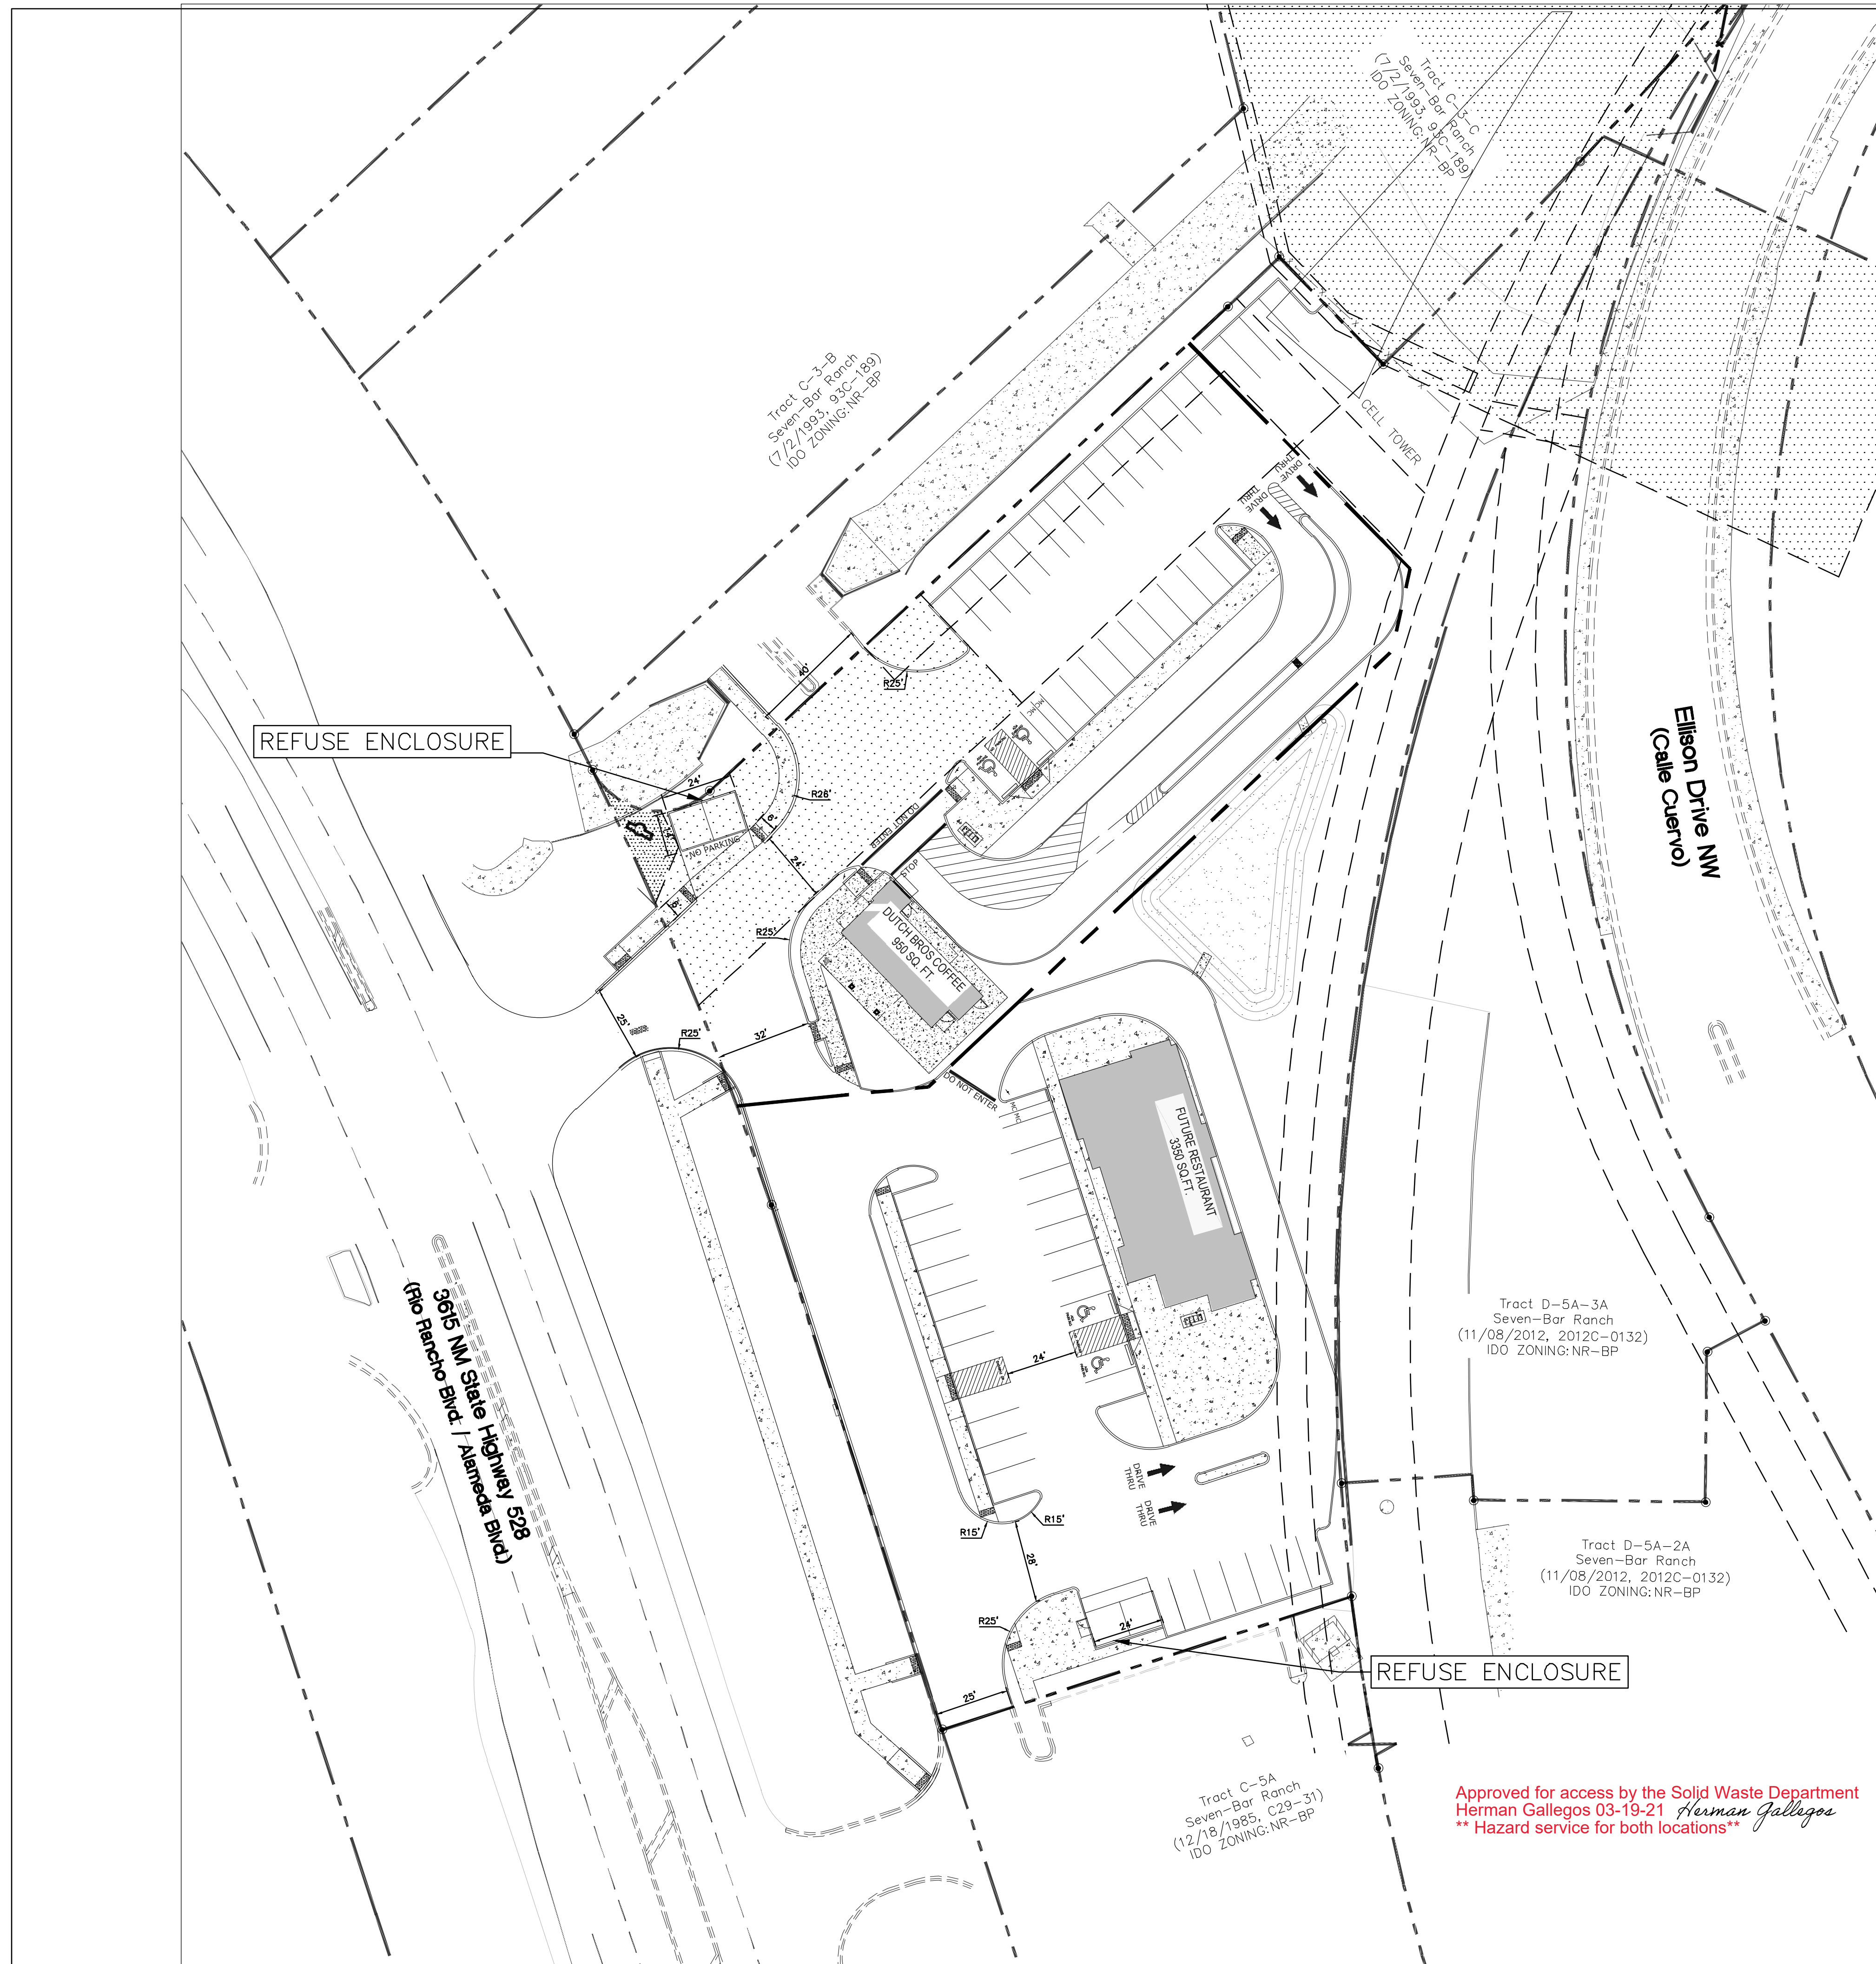 Tract C-3-C
Seven-Bar Ranch
(7/2/1993, 93C-189)
IDO ZONING: NR-BP
Tract C-3-B
Seven-Bar Ranch
(7/2/1993, 93C-189)
IDO ZONING: NR-BP
CELL TOWER
DRIVE
THRU
DRIVE
THRU
40'
R25'
MC MC
REFUSE ENCLOSURE
24'
R26'
6'
14'
NO PARKING
24'
6'
DO NOT ENTER
STOP
R25'
DUTCH BROS COFFEE
950 SQ. FT.
Ellison Drive NW
(Calle Cuervo)
25'
R25'
32'
DO NOT ENTER
MC MC
FUTURE RESTAURANT
3350 SQ.FT.
3615 NM State Highway 528
(Rio Rancho Blvd. / Alameda Blvd.)
24'
Tract D-5A-3A
Seven-Bar Ranch
(11/08/2012, 2012C-0132)
IDO ZONING: NR-BP
DRIVE
THRU
DRIVE
THRU
R15'
R15'
28'
Tract D-5A-2A
Seven-Bar Ranch
(11/08/2012, 2012C-0132)
IDO ZONING: NR-BP
R25'
24'
REFUSE ENCLOSURE
25'
Tract C-5A
Seven-Bar Ranch
(12/18/1985, C29-31)
IDO ZONING: NR-BP
Approved for access by the Solid Waste Department
Herman Gallegos 03-19-21 Herman Gallegos
** Hazard service for both locations**